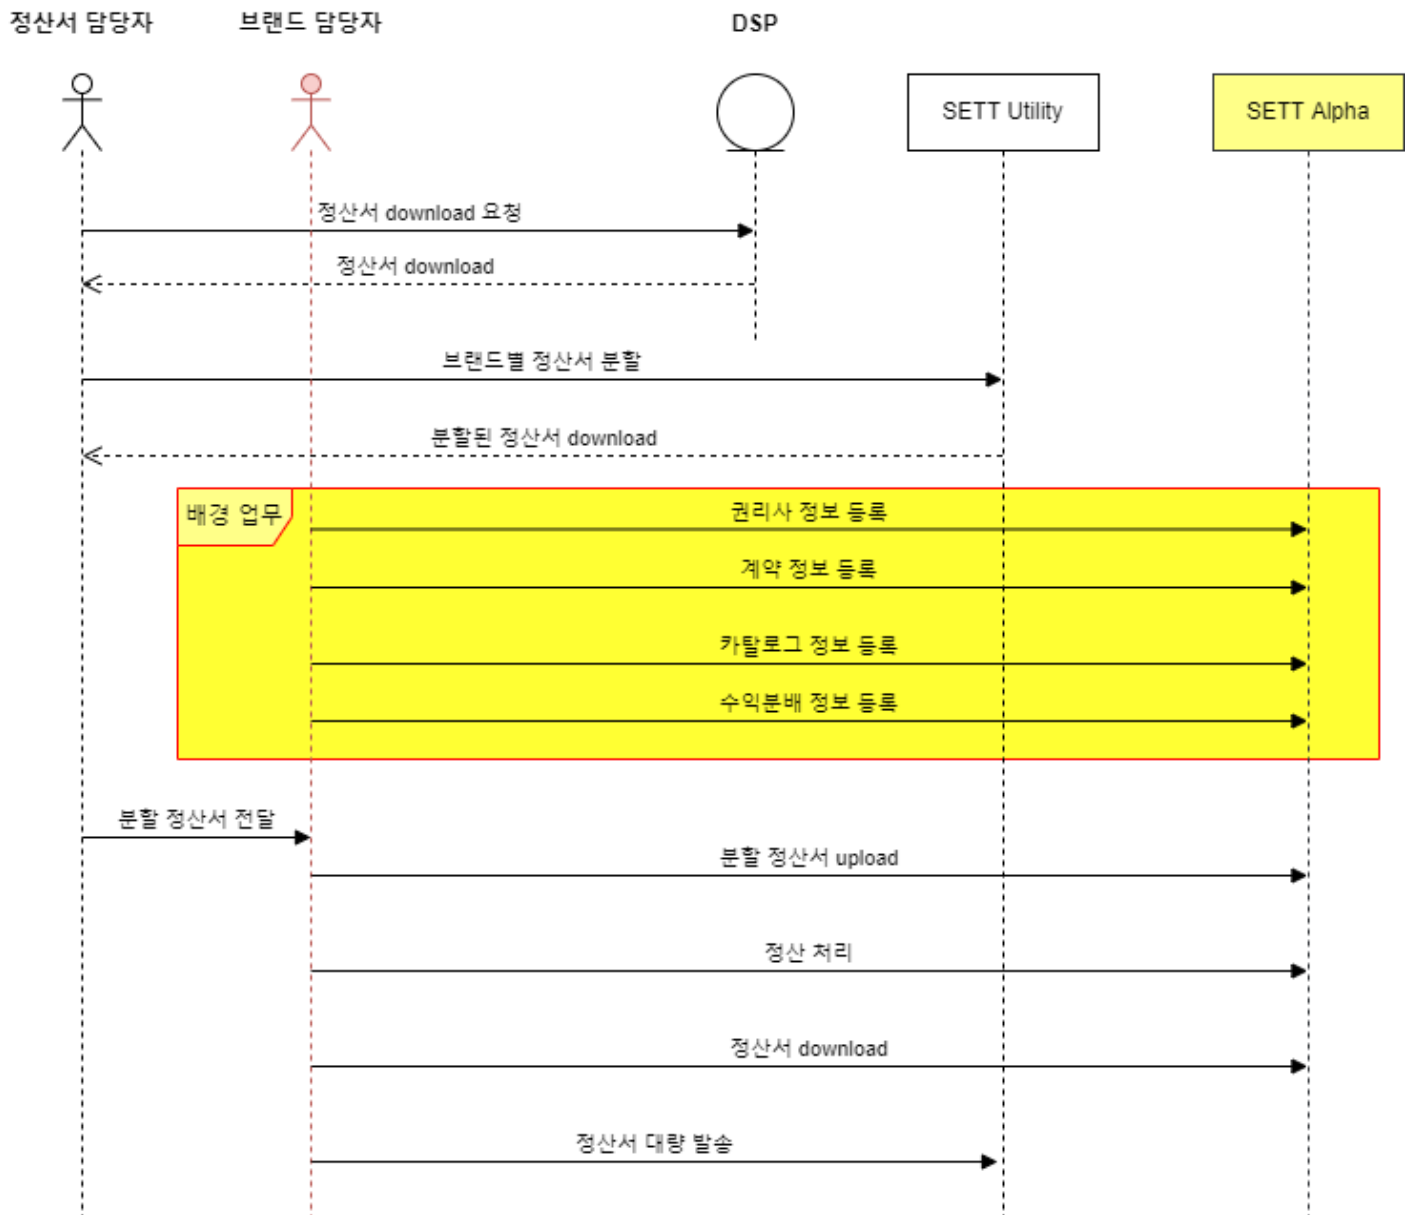 정산서 담당자
브랜드 담당자
DSP
SETT Utility
SETT Alpha
정산서 download 요청
정산서 download
브랜드별 정산서 분할
분할된 정산서 download
배경 업무
권리사 정보 등록
계약 정보 등록
카탈로그 정보 등록
수익분배 정보 등록
분할 정산서 전달
분할 정산서 upload
정산 처리
정산서 download
정산서 대량 발송